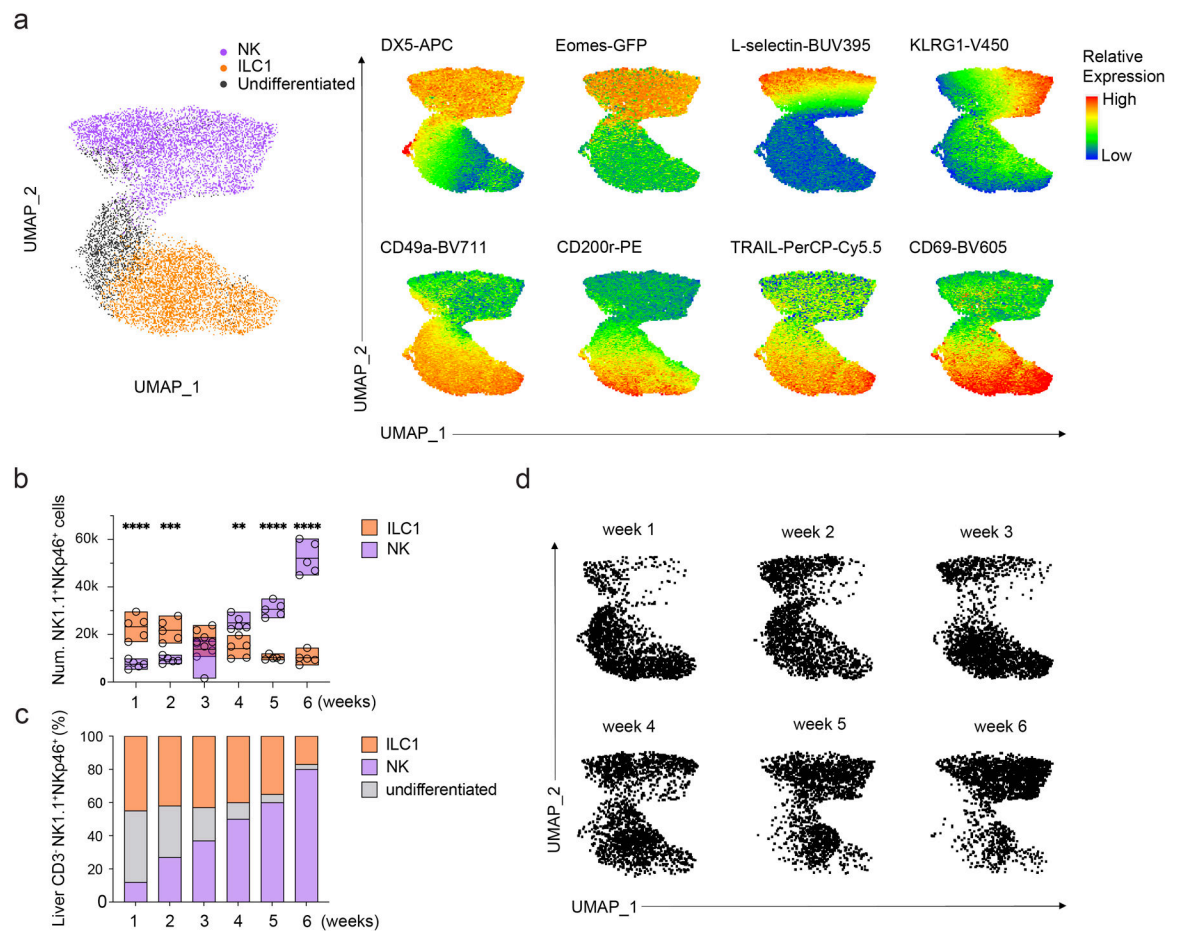 a
NK
ILC1
Undifferentiated
UMAP_2
UMAP_1
DX5-APC
Eomes-GFP
L-selectin-BUV395
KLRG1-V450
Relative
Expression
High
Low
CD49a-BV711
CD200r-PE
TRAIL-PerCP-Cy5.5
CD69-BV605
UMAP_2
UMAP_1
b
Num. NK1.1⁺NKp46⁺ cells
60k
40k
20k
0
**** *** ** **** ****
1 2 3 4 5 6 (weeks)
ILC1
NK
c
Liver CD3⁻NK1.1⁺NKp46⁺ (%)
100
80
60
40
20
0
1 2 3 4 5 6 (weeks)
ILC1
NK
undifferentiated
d
week 1
week 2
week 3
week 4
week 5
week 6
UMAP_2
UMAP_1